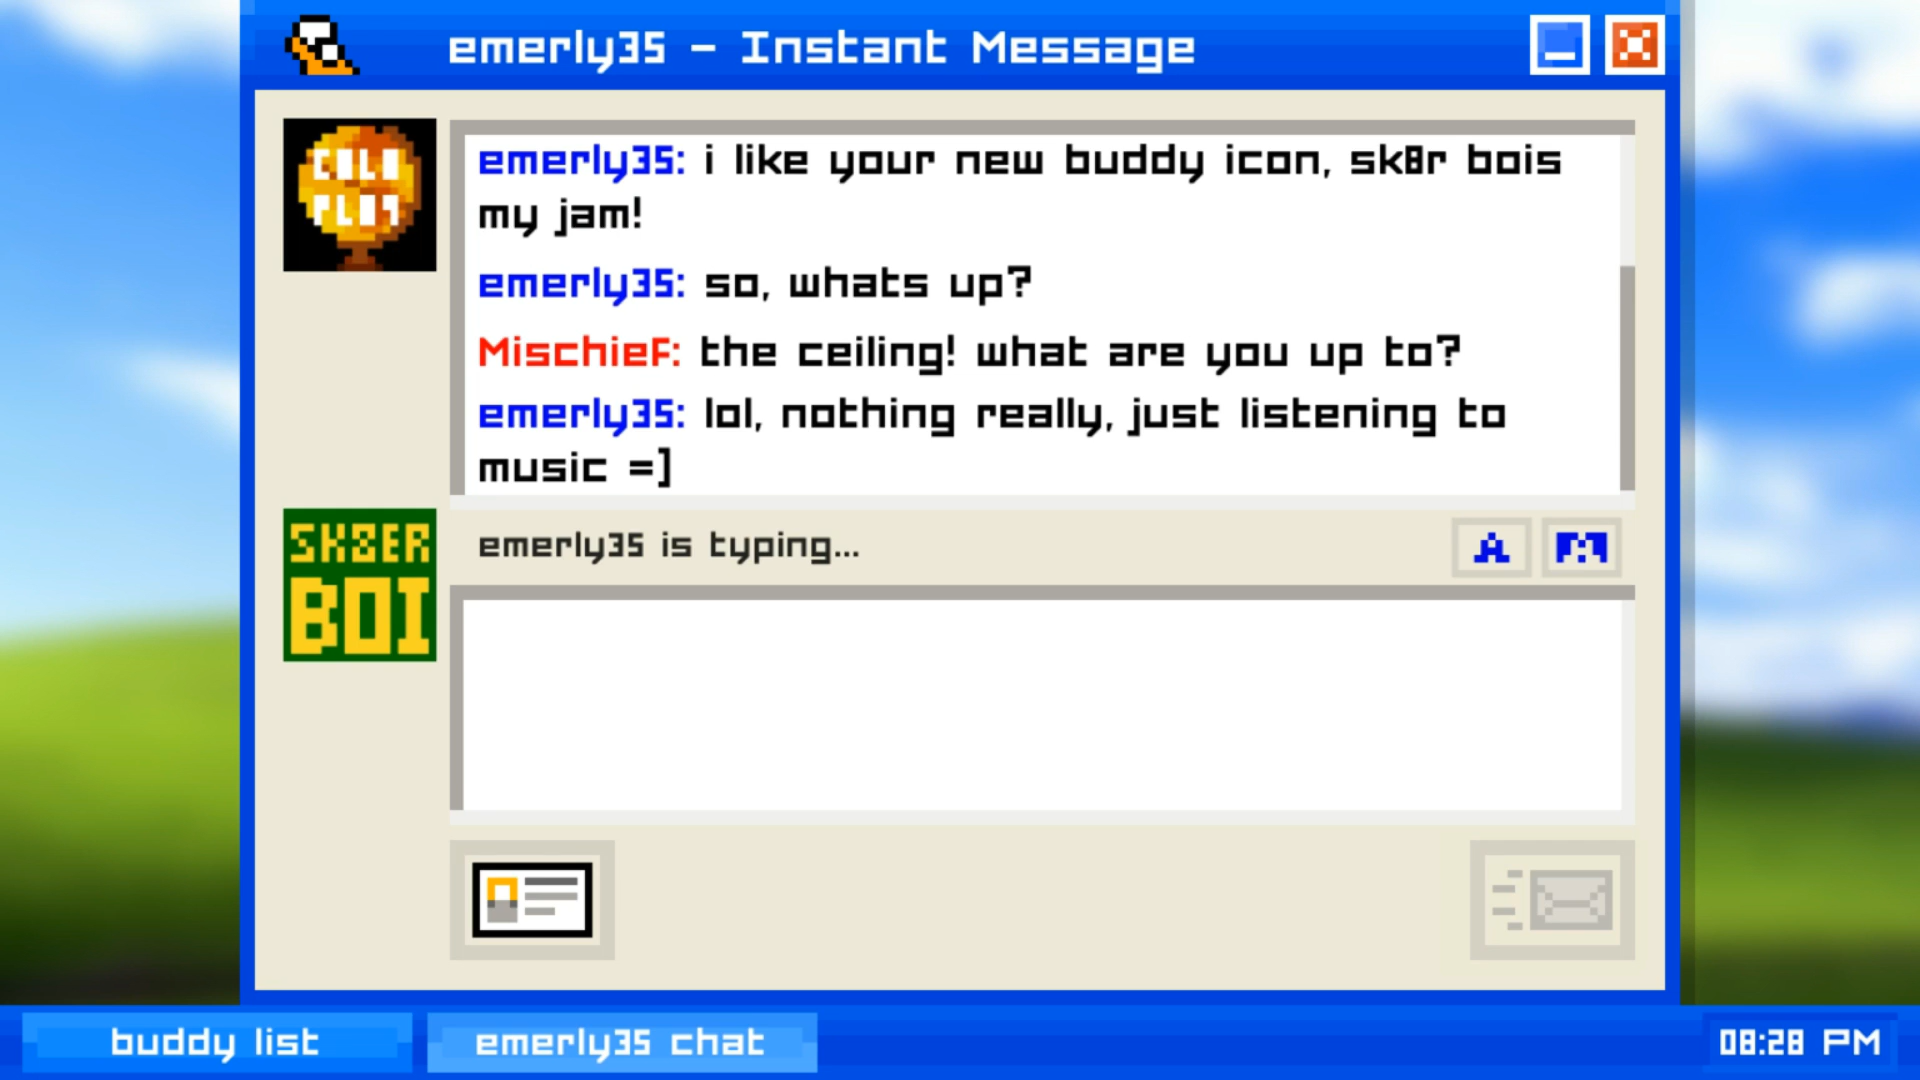 emerly35 - Instant Message
COLD
PLAY
emerly35: i like your new buddy icon, sk8r bois
my jam!
emerly35: so, whats up?
Mischief: the ceiling! what are you up to?
emerly35: lol, nothing really, just listening to
music =]
SK8ER
BOI
emerly35 is typing...
A
buddy list
emerly35 chat
08:28 PM